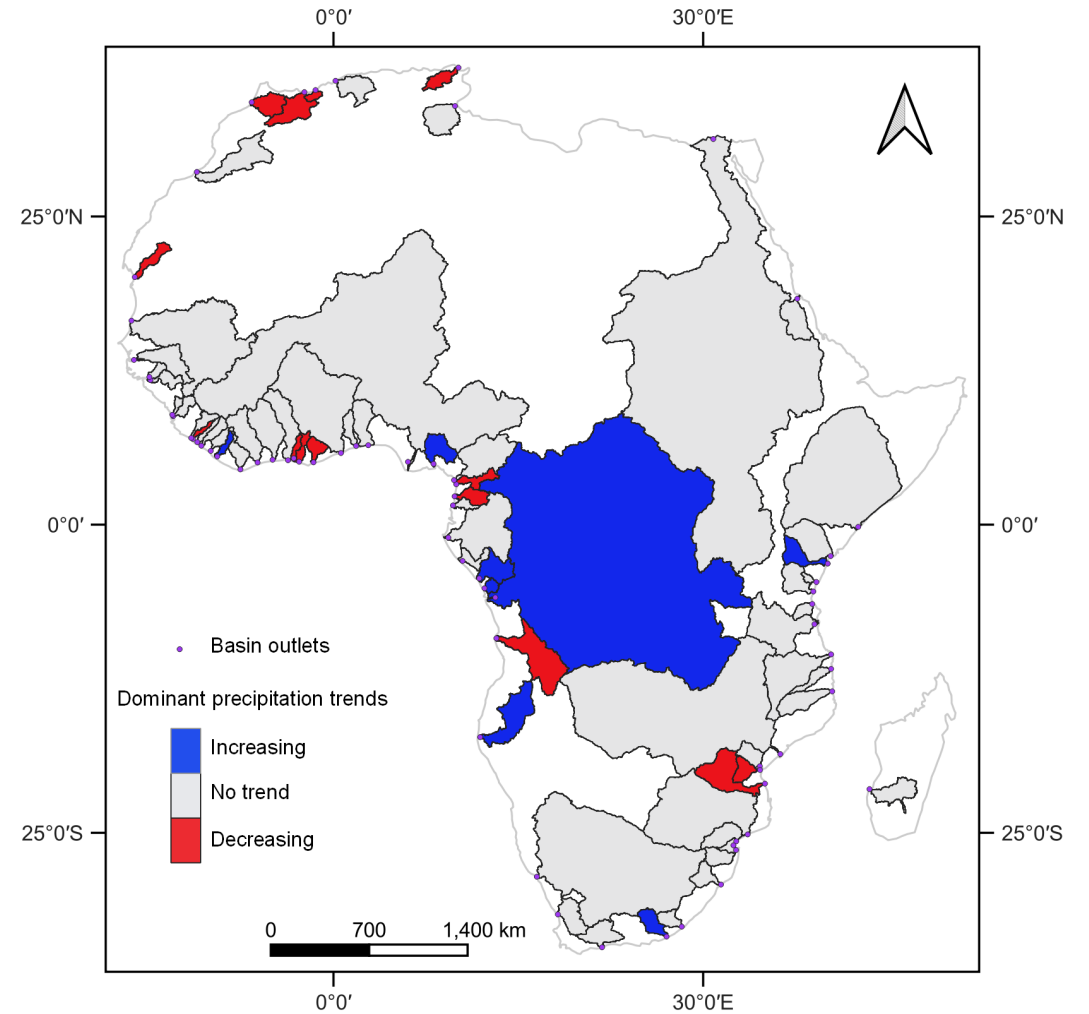 0°0′ 30°0′E
25°0′N 25°0′N
0°0′ 0°0′
Basin outlets
Dominant precipitation trends
Increasing
No trend
Decreasing
25°0′S 25°0′S
0 700 1,400 km
0°0′ 30°0′E